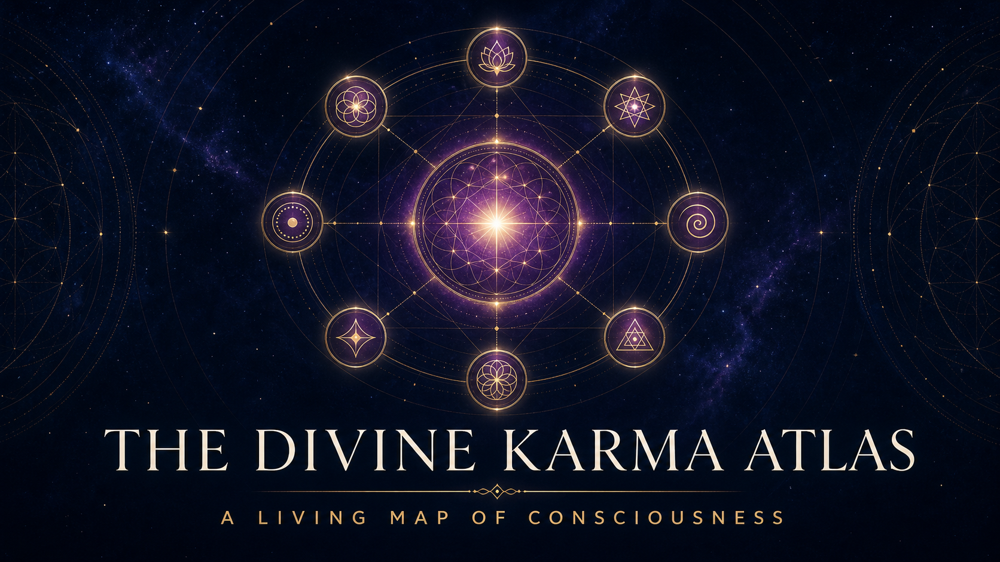 THE DIVINE KARMA ATLAS
A LIVING MAP OF CONSCIOUSNESS